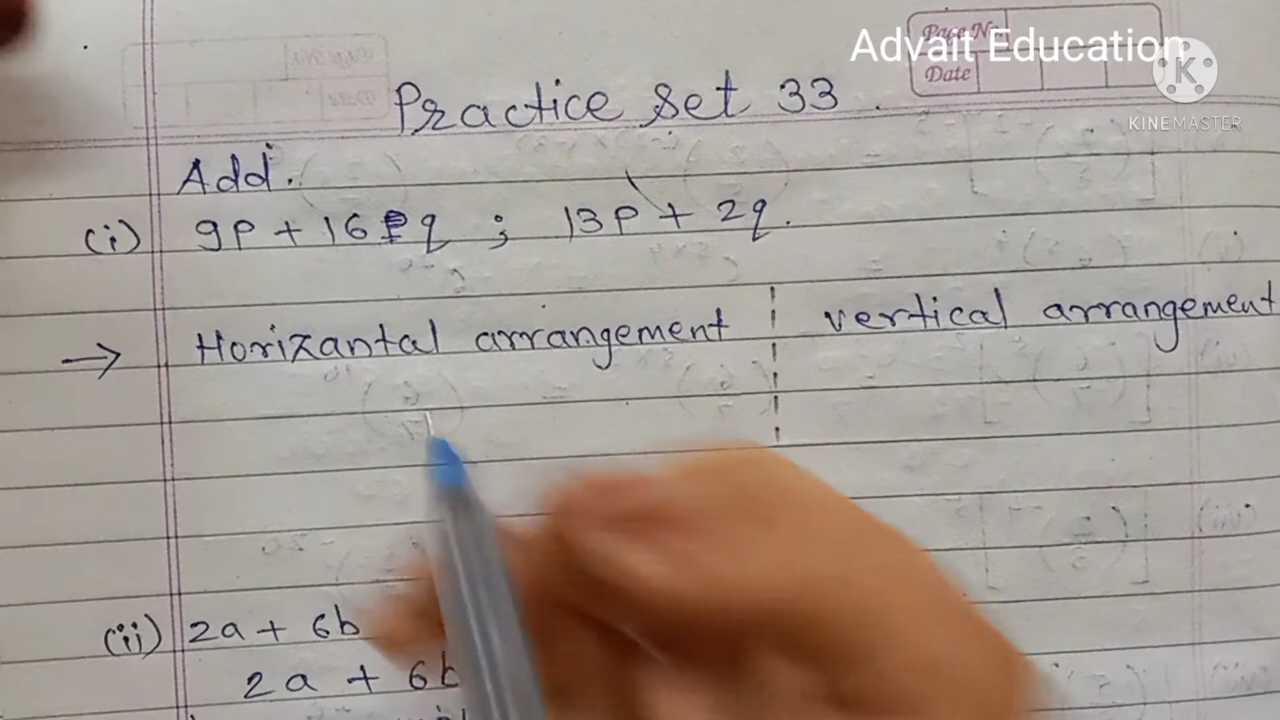 Advait Education
Page No.
Date
KINEMASTER
Practice Set 33.
Add.
(i) 9p + 16 q ; 13p + 2q.
→ Horizantal arrangement vertical arrangement
(ii) 2a + 6b
2a + 6b